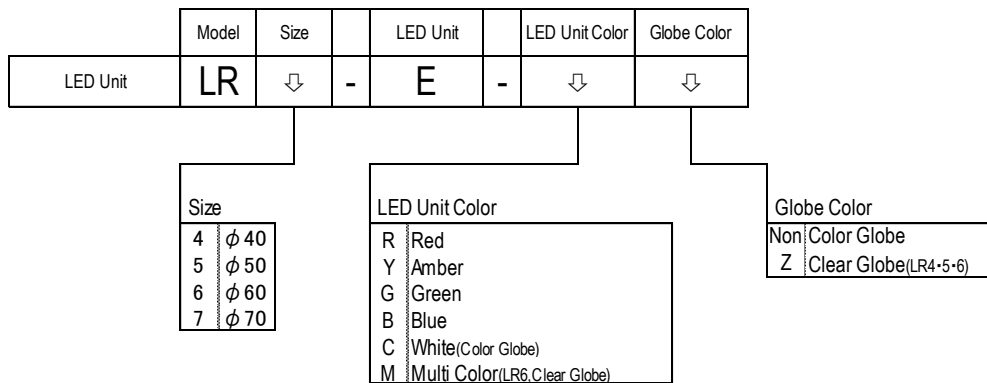 Model Size LED Unit LED Unit Color Globe Color
LED Unit LR ⇩ - E - ⇩ ⇩
Size
4 φ40
5 φ50
6 φ60
7 φ70
LED Unit Color
R Red
Y Amber
G Green
B Blue
C White(Color Globe)
M Multi Color(LR6,Clear Globe)
Globe Color
Non Color Globe
Z Clear Globe(LR4・5・6)